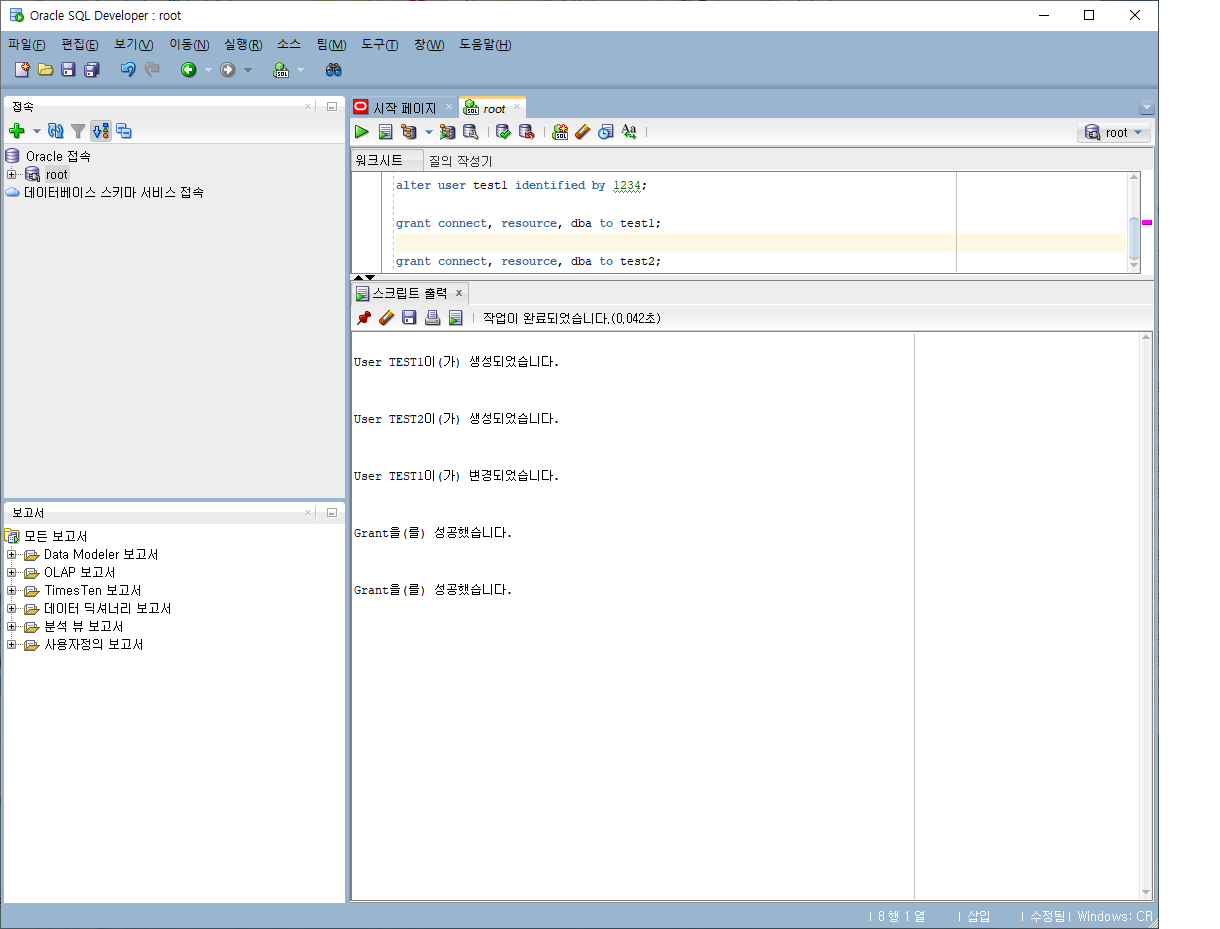 Oracle SQL Developer : root
파일(F) 편집(E) 보기(V) 이동(N) 실행(R) 소스 팀(M) 도구(T) 창(W) 도움말(H)
접속
Oracle 접속
root
데이터베이스 스키마 서비스 접속
보고서
모든 보고서
Data Modeler 보고서
OLAP 보고서
TimesTen 보고서
데이터 딕셔너리 보고서
분석 뷰 보고서
사용자정의 보고서
시작 페이지 root
root
워크시트 질의 작성기
alter user test1 identified by 1234;
grant connect, resource, dba to test1;
grant connect, resource, dba to test2;
스크립트 출력
작업이 완료되었습니다.(0.042초)
User TEST1이(가) 생성되었습니다.
User TEST2이(가) 생성되었습니다.
User TEST1이(가) 변경되었습니다.
Grant을(를) 성공했습니다.
Grant을(를) 성공했습니다.
8 행 1 열 삽입 수정됨 Windows: CR